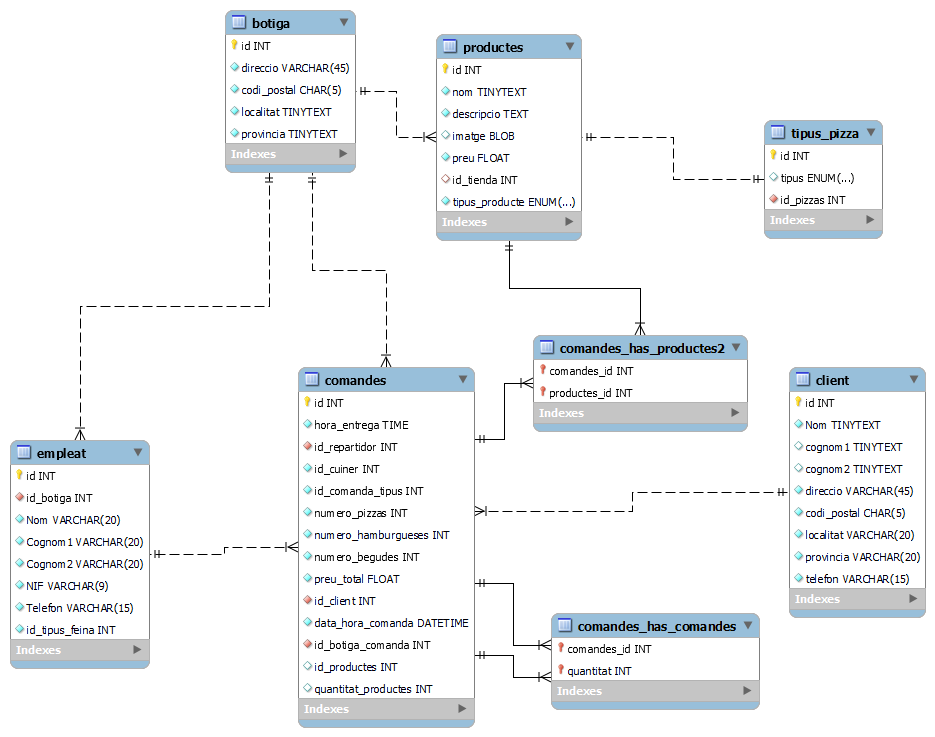 botiga
id INT
direccio VARCHAR(45)
codi_postal CHAR(5)
localitat TINYTEXT
provincia TINYTEXT
Indexes
productes
id INT
nom TINYTEXT
descripcio TEXT
imatge BLOB
preu FLOAT
id_tienda INT
tipus_producte ENUM(...)
Indexes
tipus_pizza
id INT
tipus ENUM(...)
id_pizzas INT
Indexes
comandes_has_productes2
comandes_id INT
productes_id INT
Indexes
comandes
id INT
hora_entrega TIME
id_repartidor INT
id_cuiner INT
id_comanda_tipus INT
numero_pizzas INT
numero_hamburgueses INT
numero_begudes INT
preu_total FLOAT
id_client INT
data_hora_comanda DATETIME
id_botiga_comanda INT
id_productes INT
quantitat_productes INT
Indexes
client
id INT
Nom TINYTEXT
cognom1 TINYTEXT
cognom2 TINYTEXT
direccio VARCHAR(45)
codi_postal CHAR(5)
localitat VARCHAR(20)
provincia VARCHAR(20)
telefon VARCHAR(15)
Indexes
empleat
id INT
id_botiga INT
Nom VARCHAR(20)
Cognom1 VARCHAR(20)
Cognom2 VARCHAR(20)
NIF VARCHAR(9)
Telefon VARCHAR(15)
id_tipus_feina INT
Indexes
comandes_has_comandes
comandes_id INT
quantitat INT
Indexes